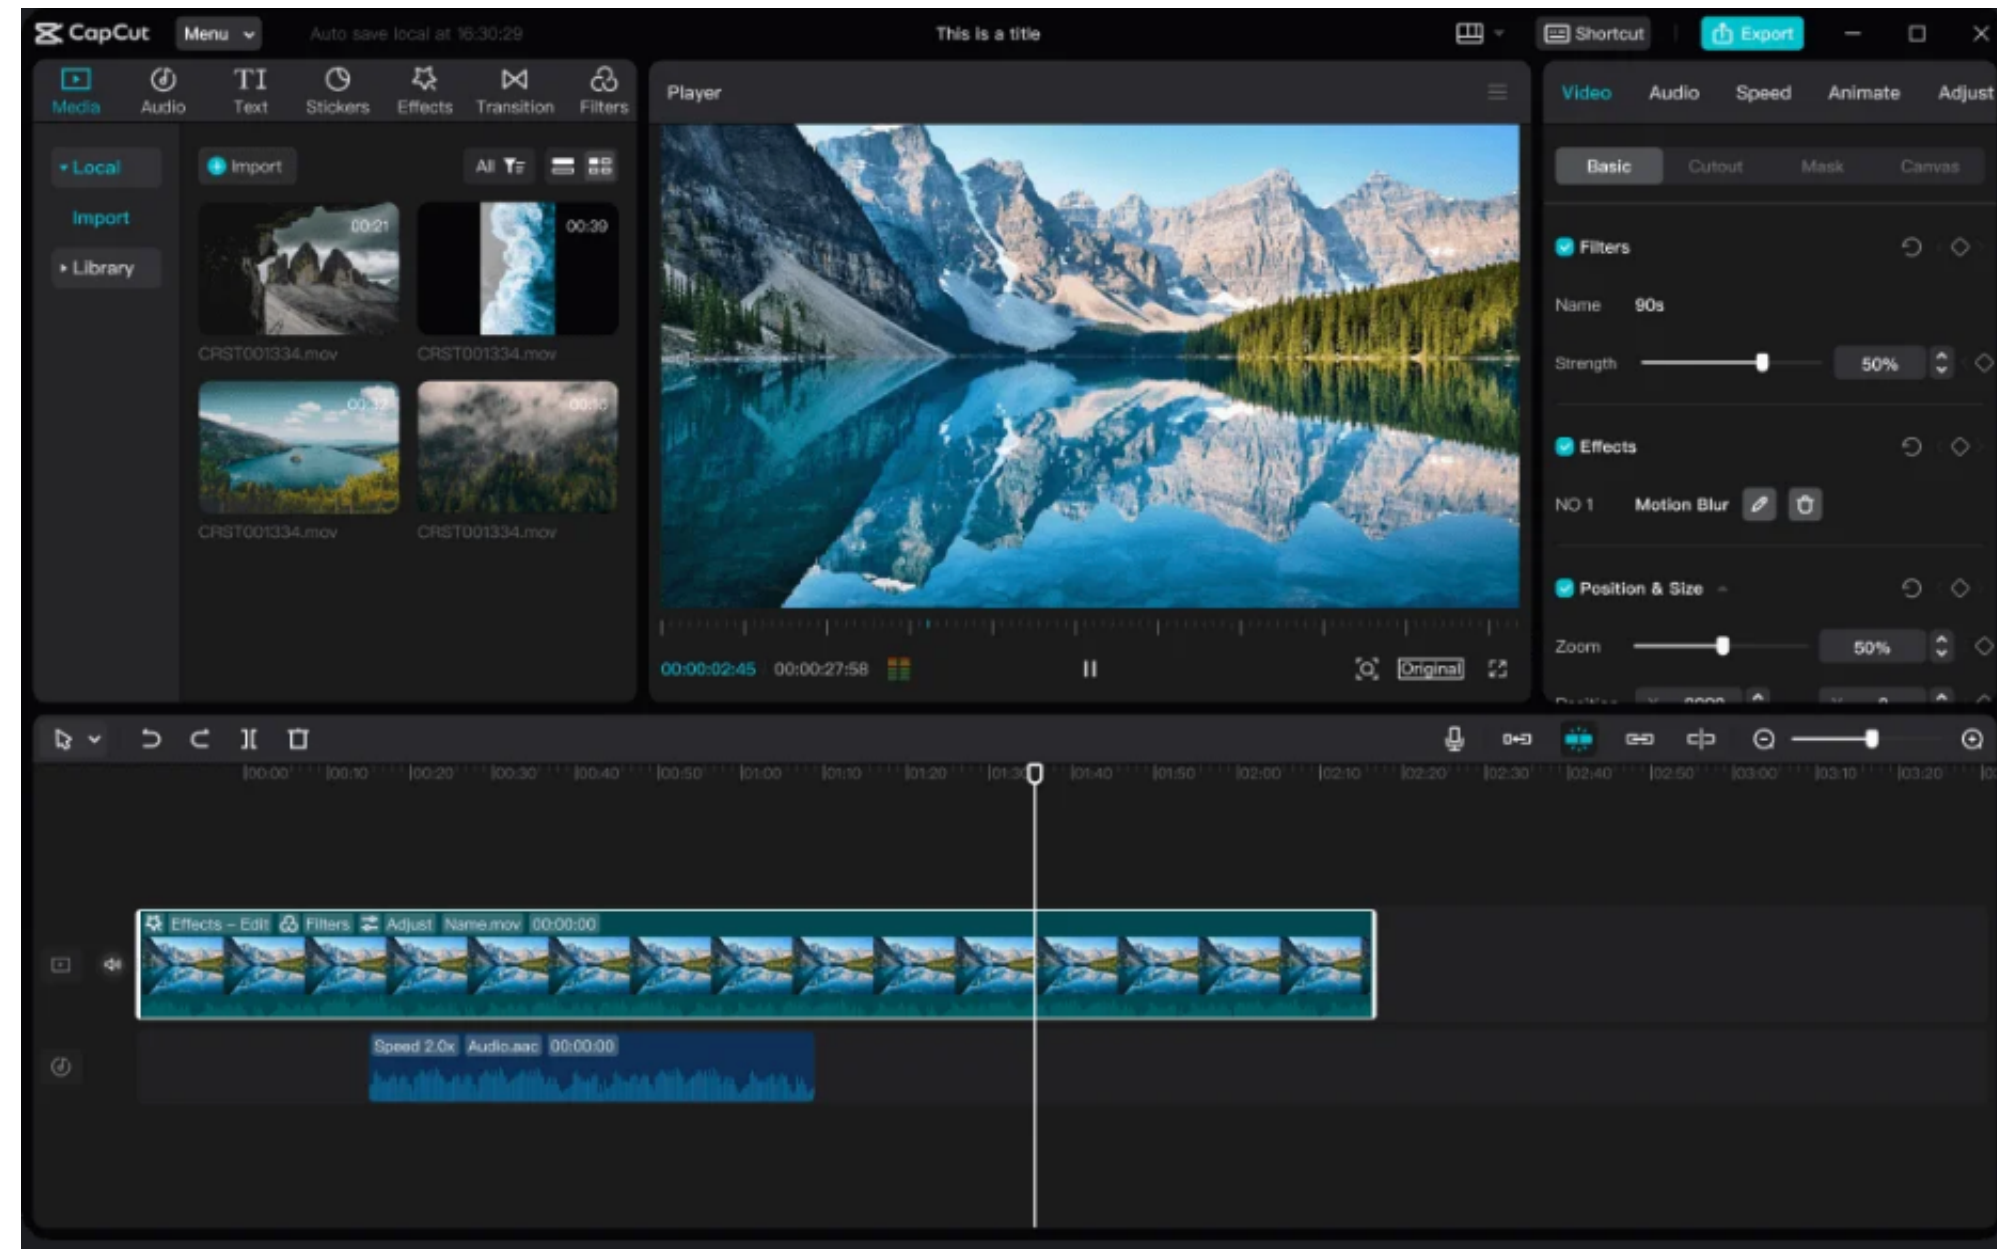 CapCut Menu Auto save local at 16:30:29 This is a title Shortcut Export
Media Audio Text Stickers Effects Transition Filters
Local
Import
Library
Import All
00:21
00:39
CRST001334.mov CRST001334.mov
00:32
CRST001334.mov CRST001334.mov
Player
00:00:02:45 00:00:27:58 Original
Video Audio Speed Animate Adjust
Basic Cutout Mask Canvas
Filters
Name 90s
Strength 50%
Effects
NO 1 Motion Blur
Position & Size
Zoom 50%
00:00 00:10 00:20 00:30 00:40 00:50 01:00 01:10 01:20 01:40 01:50 02:00 02:10 02:20 02:30 02:40 02:50 03:00 03:10 03:20
Effects – Edit Filters Adjust Name.mov 00:00:00
Speed 2.0x Audio.aac 00:00:00